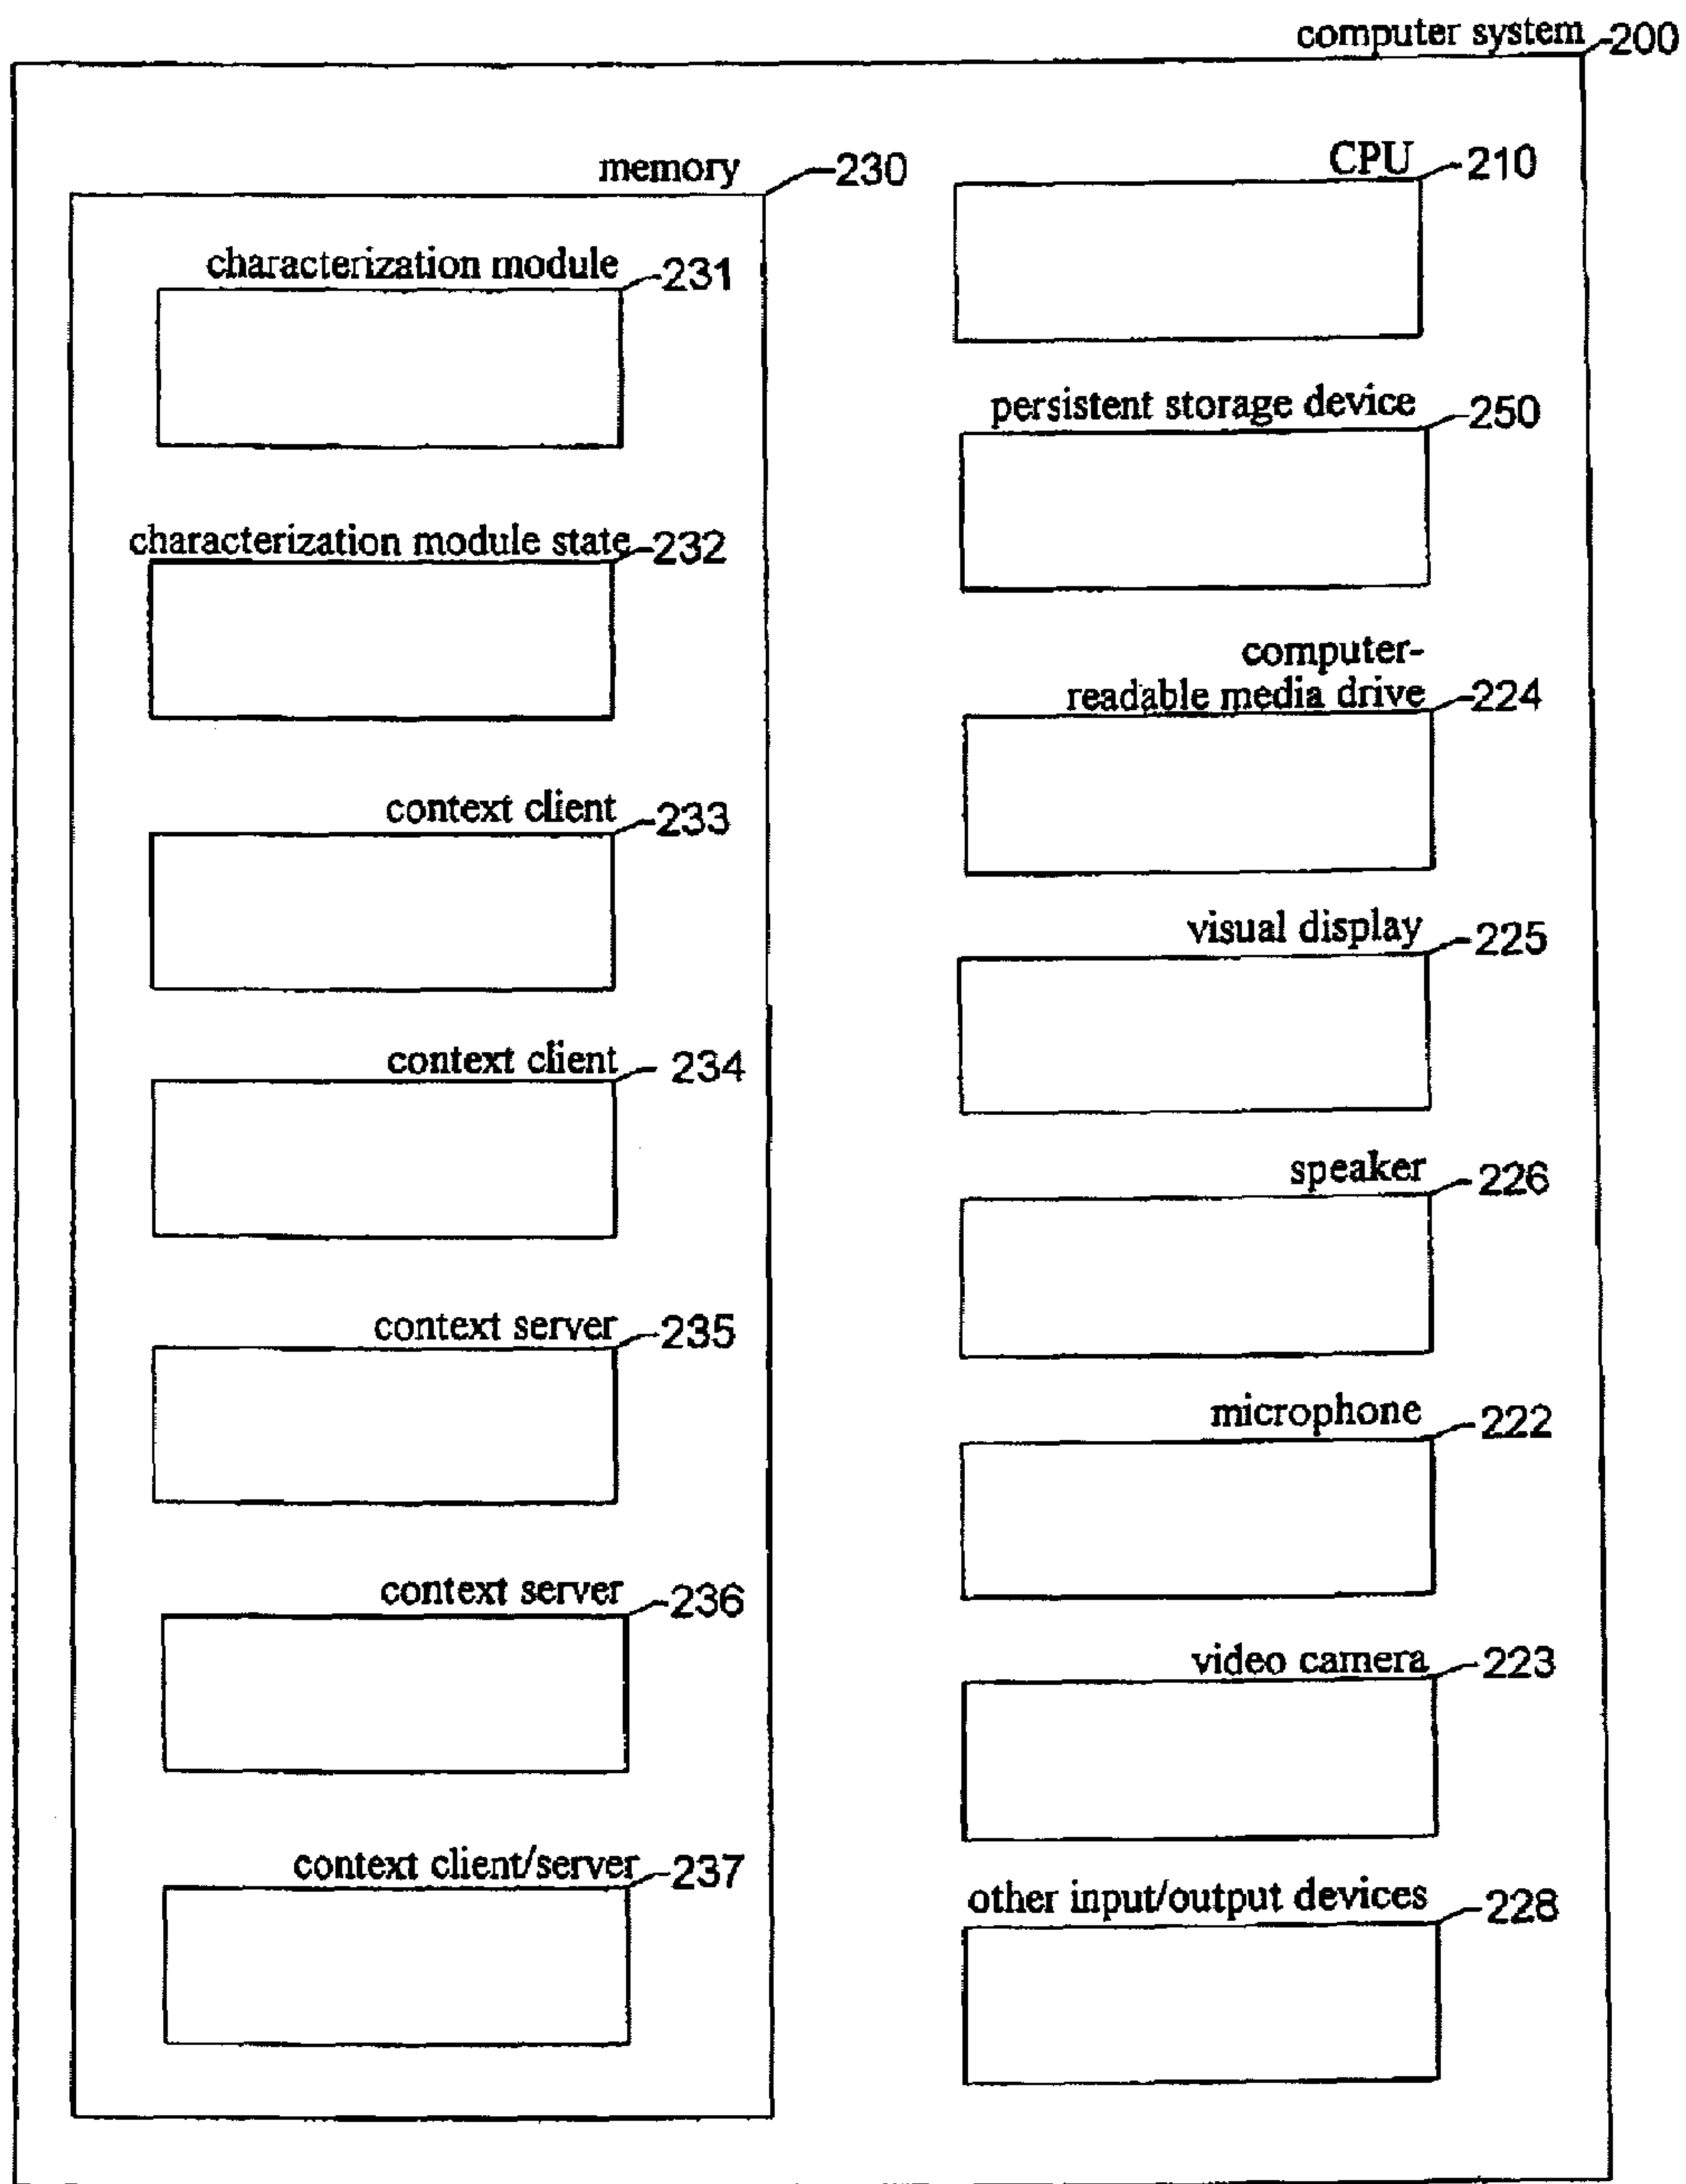 computer system 200
memory 230
characterization module 231
characterization module state 232
context client 233
context client 234
context server 235
context server 236
context client/server 237
CPU 210
persistent storage device 250
computer-
readable media drive 224
visual display 225
speaker 226
microphone 222
video camera 223
other input/output devices 228